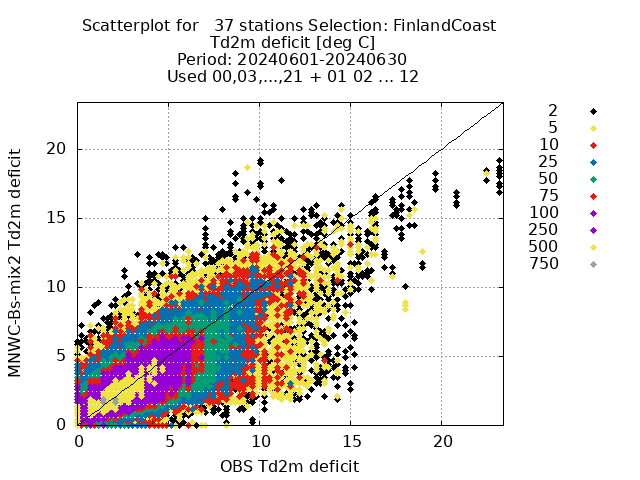 Scatterplot for   37 stations Selection: FinlandCoast
Td2m deficit [deg C]
Period: 20240601-20240630
Used 00,03,...,21 + 01 02 ... 12
MNWC-Bs-mix2 Td2m deficit
20
15
10
5
0
0 5 10 15 20
OBS Td2m deficit
2
5
10
25
50
75
100
250
500
750